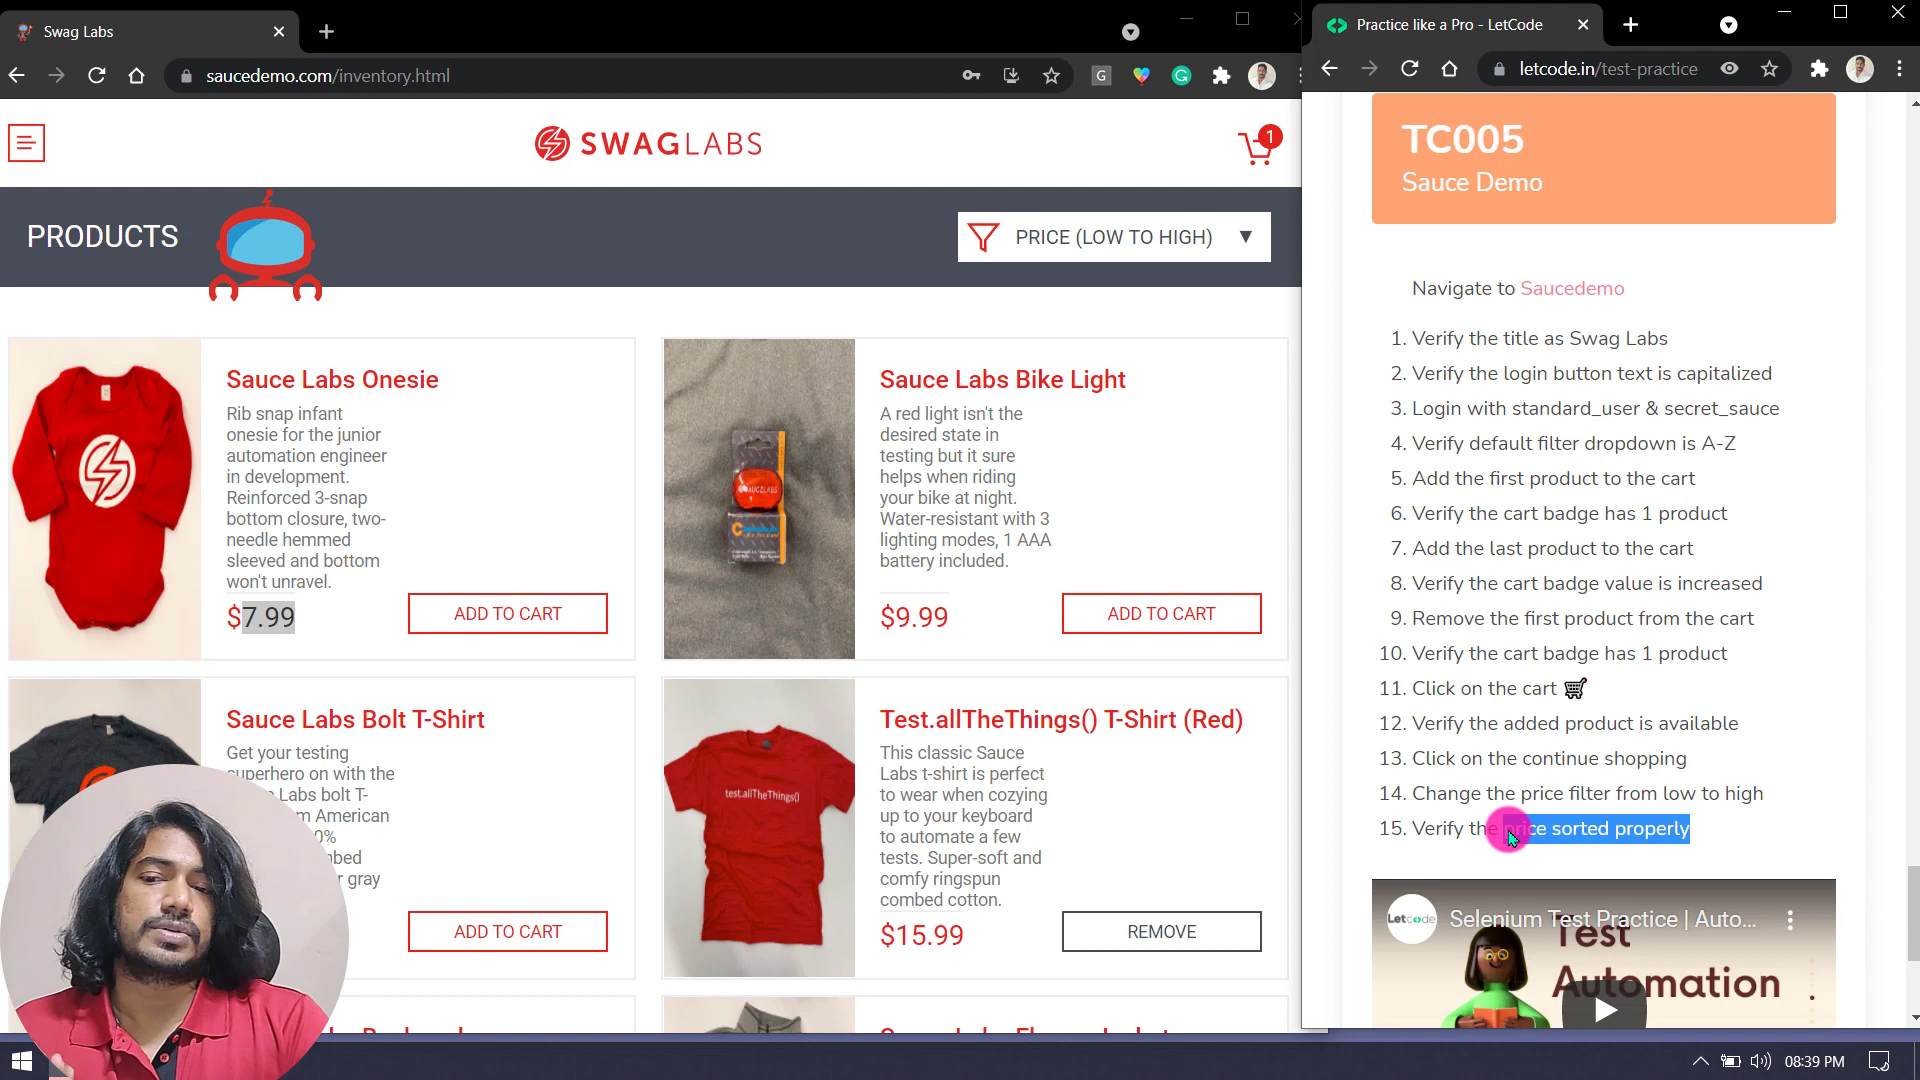 Swag Labs
saucedemo.com/inventory.html
G
SWAGLABS
1
PRODUCTS
PRICE (LOW TO HIGH)
Sauce Labs Onesie
Rib snap infant
onesie for the junior
automation engineer
in development.
Reinforced 3-snap
bottom closure, two-
needle hemmed
sleeved and bottom
won't unravel.
$7.99
ADD TO CART
Sauce Labs Bike Light
A red light isn't the
desired state in
testing but it sure
helps when riding
your bike at night.
Water-resistant with 3
lighting modes, 1 AAA
battery included.
$9.99
ADD TO CART
Sauce Labs Bolt T-Shirt
Get your testing
superhero on with the
Labs bolt T-
American
0%
gray
ADD TO CART
test.allTheThings()
Test.allTheThings() T-Shirt (Red)
This classic Sauce
Labs t-shirt is perfect
to wear when cozying
up to your keyboard
to automate a few
tests. Super-soft and
comfy ringspun
combed cotton.
$15.99
REMOVE
Practice like a Pro - LetCode
letcode.in/test-practice
TC005
Sauce Demo
Navigate to Saucedemo
1. Verify the title as Swag Labs
2. Verify the login button text is capitalized
3. Login with standard_user & secret_sauce
4. Verify default filter dropdown is A-Z
5. Add the first product to the cart
6. Verify the cart badge has 1 product
7. Add the last product to the cart
8. Verify the cart badge value is increased
9. Remove the first product from the cart
10. Verify the cart badge has 1 product
11. Click on the cart
12. Verify the added product is available
13. Click on the continue shopping
14. Change the price filter from low to high
15. Verify the price sorted properly
Letcode
Selenium Test Practice | Auto...
Test
Automation
08:39 PM